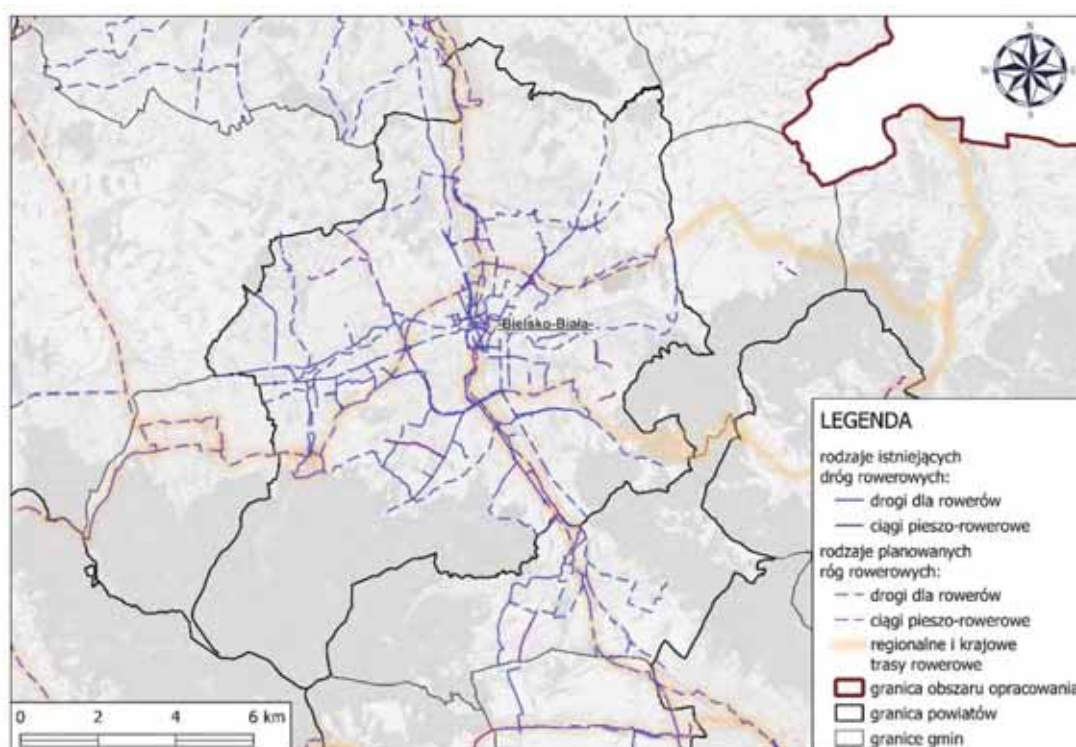 N
W
E
S
Bielsko-Biała
LEGENDA
rodzaje istniejących
dróg rowerowych:
drogi dla rowerów
ciągi pieszo-rowerowe
rodzaje planowanych
róg rowerowych:
drogi dla rowerów
ciągi pieszo-rowerowe
regionalne i krajowe
trasy rowerowe
granica obszaru opracowania
granica powiatów
granice gmin
0 2 4 6 km